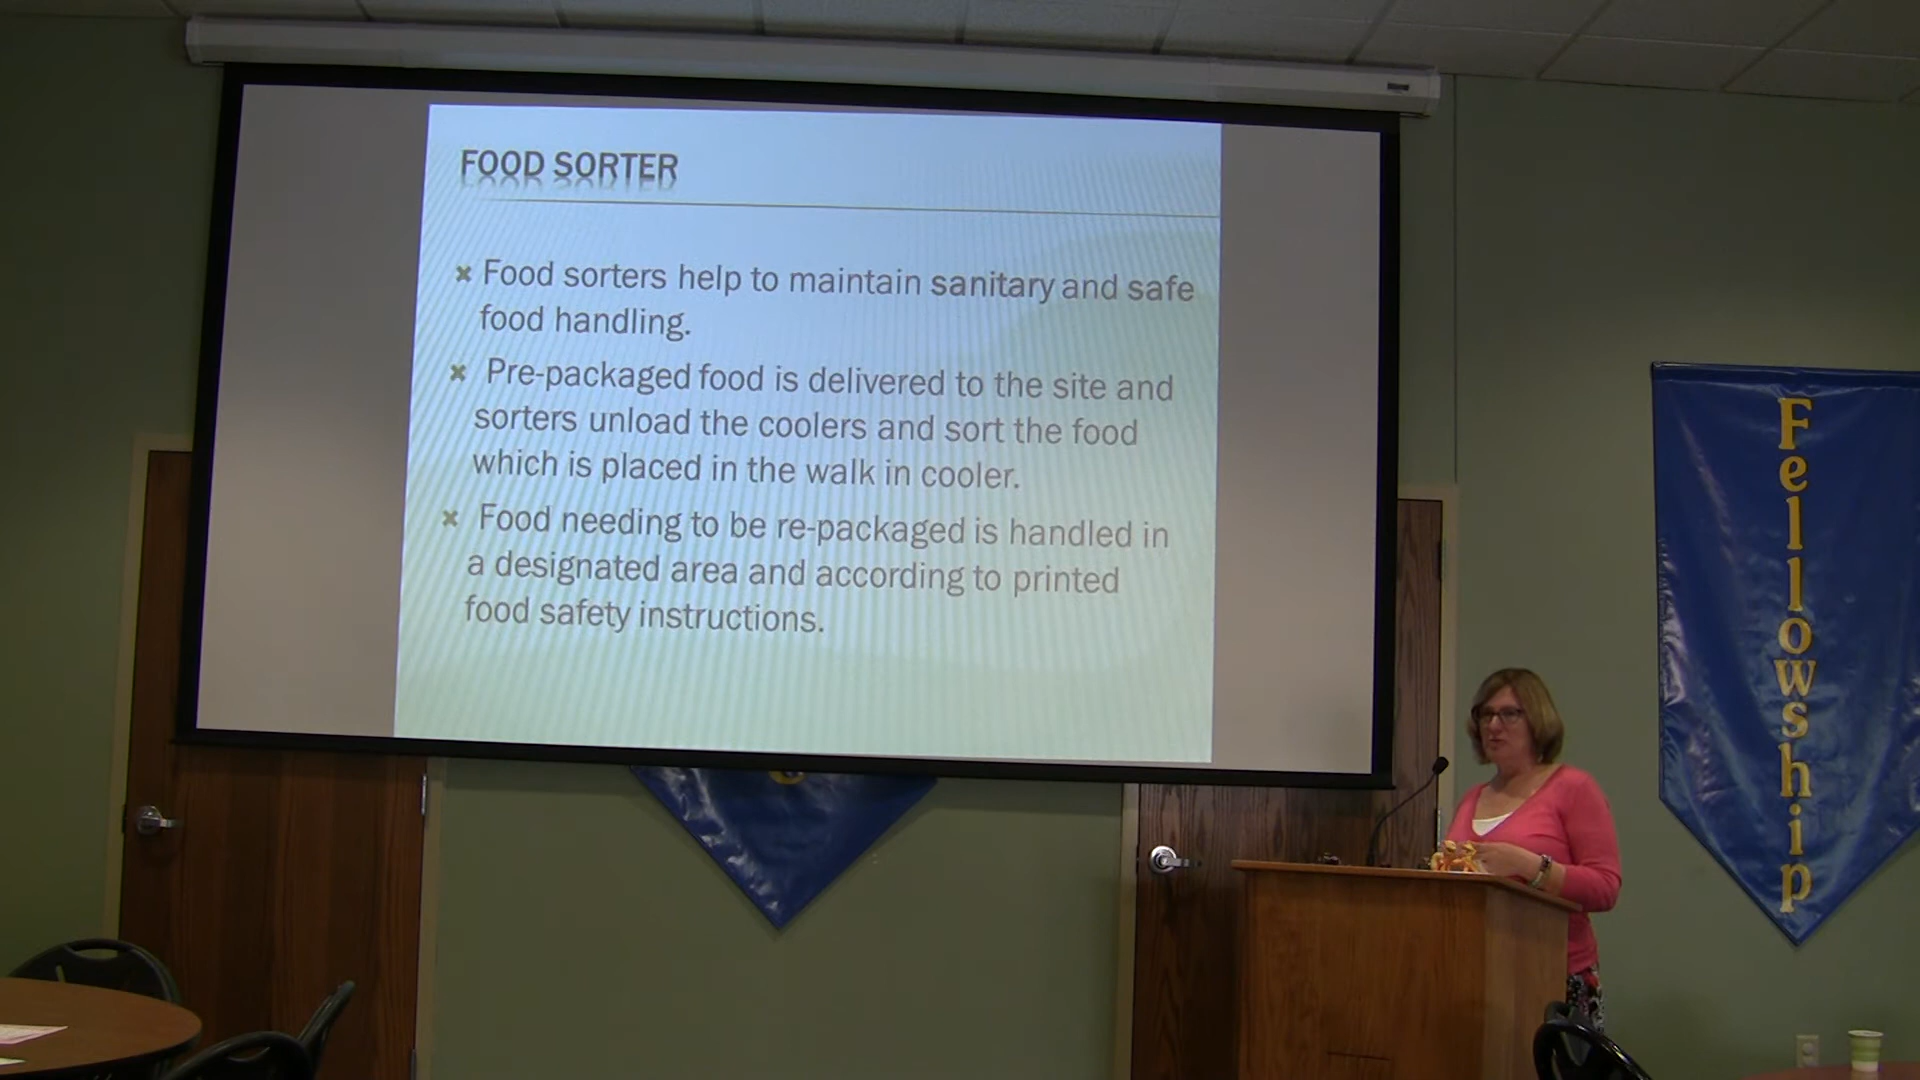 FOOD SORTER
Food sorters help to maintain sanitary and safe
food handling.
Pre-packaged food is delivered to the site and
sorters unload the coolers and sort the food
which is placed in the walk in cooler.
Food needing to be re-packaged is handled in
a designated area and according to printed
food safety instructions.
Fellowship